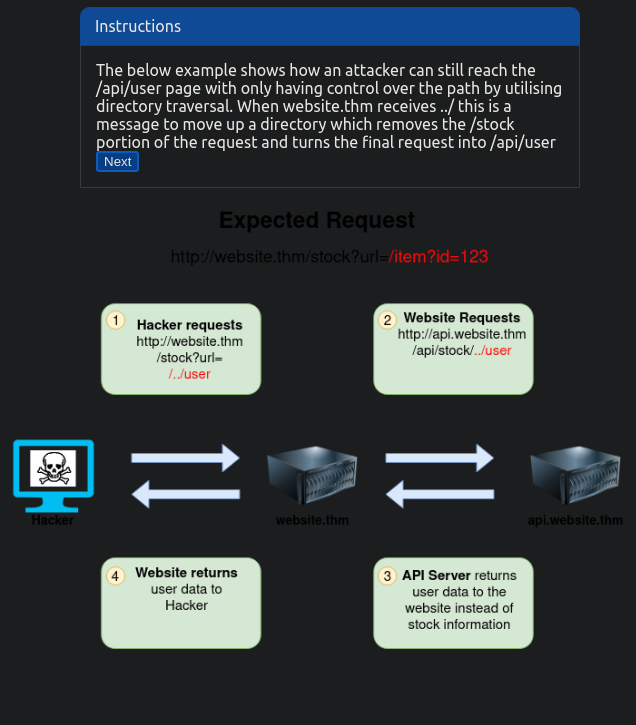 Instructions
The below example shows how an attacker can still reach the
/api/user page with only having control over the path by utilising
directory traversal. When website.thm receives ../ this is a
message to move up a directory which removes the /stock
portion of the request and turns the final request into /api/user
Next
Expected Request
http://website.thm/stock?url=/item?id=123
1
Hacker requests
http://website.thm
/stock?url=
/../user
2
Website Requests
http://api.website.thm
/api/stock/../user
Hacker
website.thm
api.website.thm
4
Website returns
user data to
Hacker
3
API Server returns
user data to the
website instead of
stock information